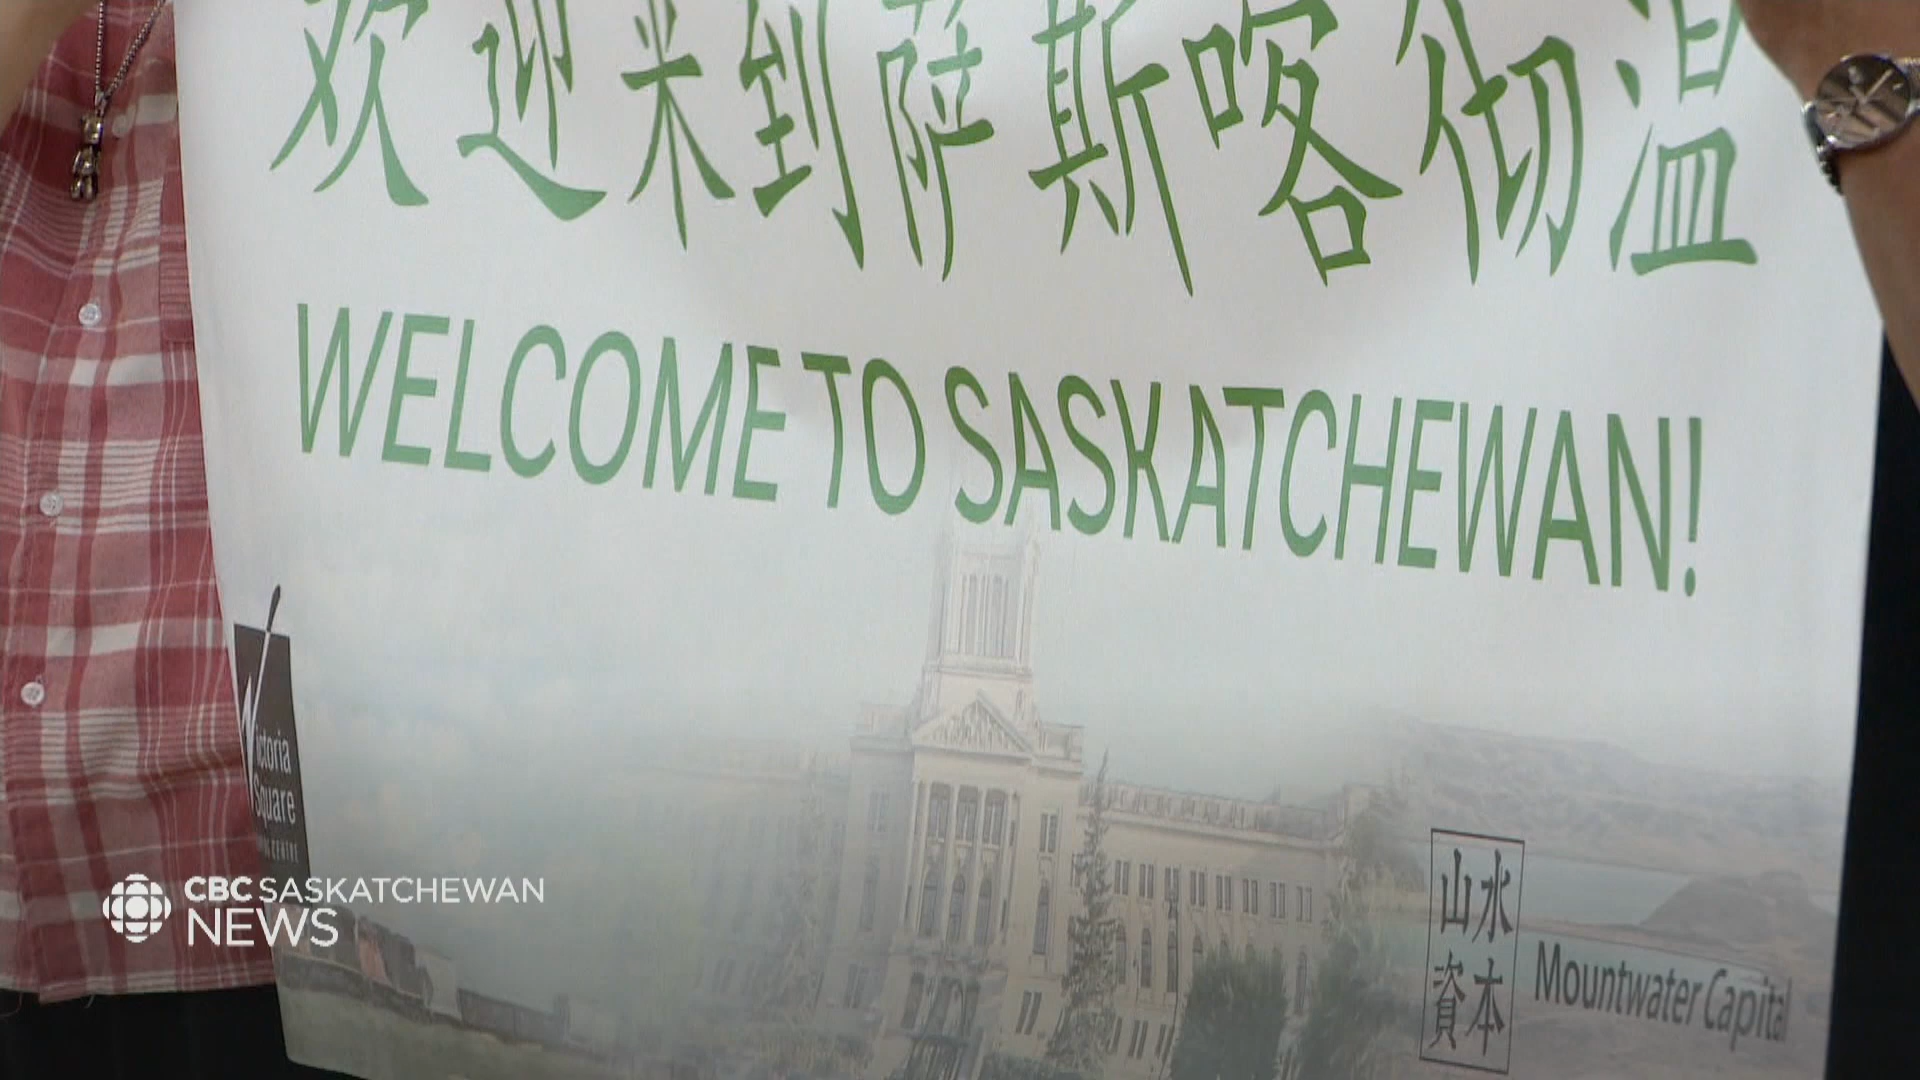 欢迎来到萨斯喀彻温
WELCOME TO SASKATCHEWAN!
Victoria
Square
CENTRE
CBC SASKATCHEWAN
NEWS
山水
資本
Mountwater Capital